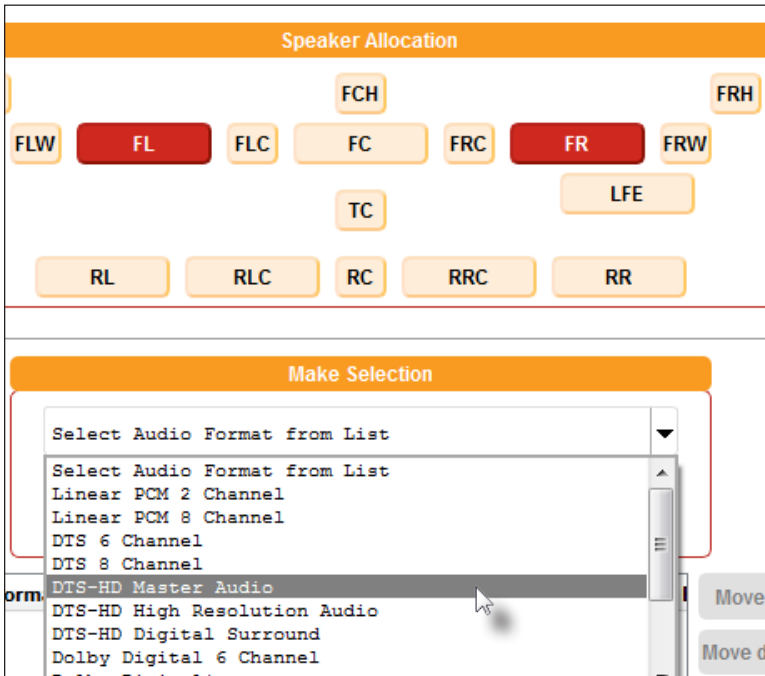 Speaker Allocation
FCH FRH
FLW FL FLC FC FRC FR FRW
LFE
TC
RL RLC RC RRC RR
Make Selection
Select Audio Format from List
Select Audio Format from List
Linear PCM 2 Channel
Linear PCM 8 Channel
DTS 6 Channel
DTS 8 Channel
DTS-HD Master Audio
DTS-HD High Resolution Audio
Move
DTS-HD Digital Surround
Dolby Digital 6 Channel
Move d